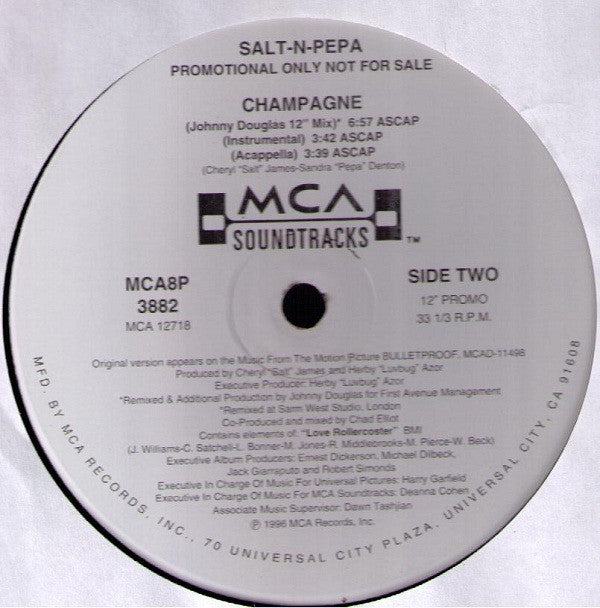 SALT-N-PEPA
PROMOTIONAL ONLY NOT FOR SALE
CHAMPAGNE
(Johnny Douglas 12" Mix)* 6:57 ASCAP
(Instrumental) 3:42 ASCAP
(Acappella) 3:39 ASCAP
(Cheryl "Salt" James-Sandra "Pepa" Denton)
MCA
SOUNDTRACKS TM
MCA8P
3882
MCA 12718
SIDE TWO
12" PROMO
33 1/3 R.P.M.
Original version appears on the Music From The Motion Picture BULLETPROOF, MCAD-11498
Produced by Cheryl "Salt" James and Herby "Luvbug" Azor
Executive Producer: Herby "Luvbug" Azor
*Remixed & Additional Production by Johnny Douglas for First Avenue Management
*Remixed at Sarm West Studio, London
Co-Produced and mixed by Chad Elliot
Contains elements of: "Love Rollercoster" BMI
(J. Williams-C. Satchell-L. Bonner-M. Jones-R. Middlebrooks-M. Pierce-W. Beck)
Executive Album Producers: Ernest Dickerson, Michael Dilbeck,
Jack Giarraputo and Robert Simonds
Executive In Charge Of Music For Universal Pictures: Harry Garfield
Executive In Charge Of Music For MCA Soundtracks: Deanna Cohen
Associate Music Supervisor: Dawn Tashjian
℗ 1996 MCA Records, Inc.
MFD. BY MCA RECORDS, INC., 70 UNIVERSAL CITY PLAZA, UNIVERSAL CITY, CA 91608